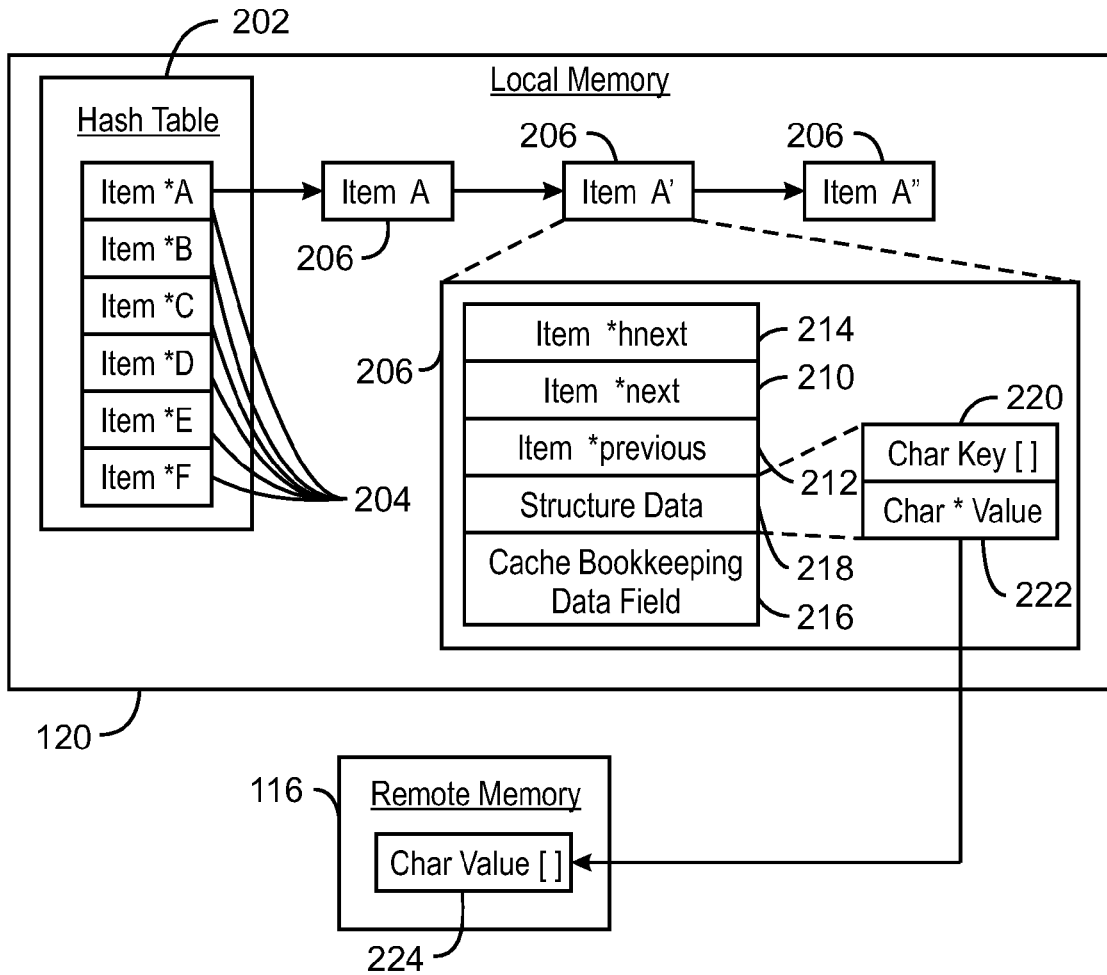 202
Local Memory
Hash Table
206
206
Item *A
Item A
Item A'
Item A"
Item *B
206
Item *C
Item *D
Item *E
Item *F
204
206
Item *hnext
214
Item *next
210
220
Item *previous
212
Char Key [ ]
Structure Data
218
Char * Value
222
Cache Bookkeeping
Data Field
216
120
116
Remote Memory
Char Value [ ]
224